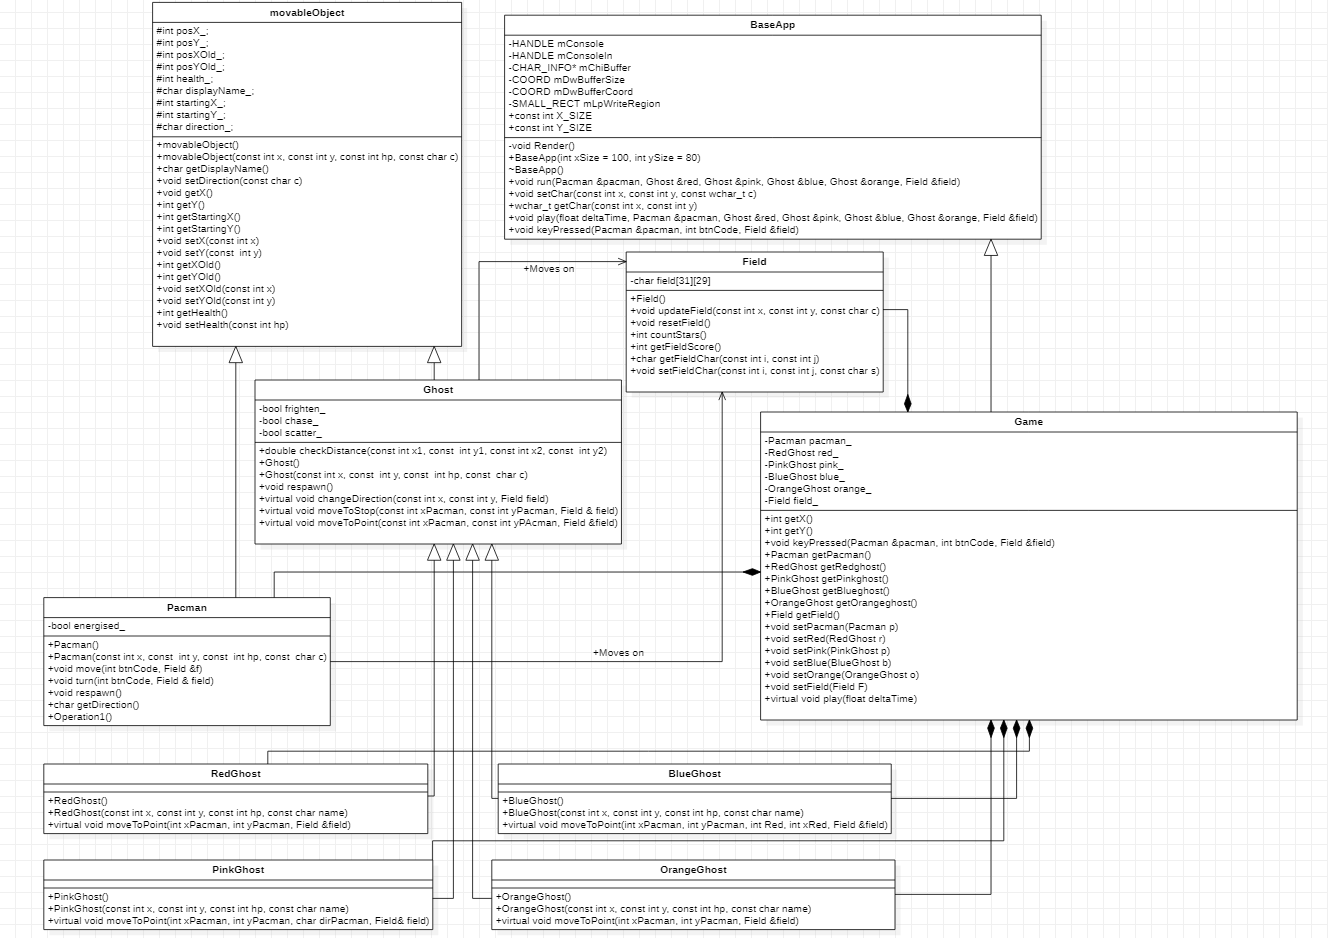 movableObject
#int posX_;
#int posY_;
#int posXOld_;
#int posYOld_;
#int health_;
#char displayName_;
#int startingX_;
#int startingY_;
#char direction_;
+movableObject()
+movableObject(const int x, const int y, const int hp, const char c)
+char getDisplayName()
+void setDirection(const char c)
+void getX()
+int getY()
+int getStartingX()
+int getStartingY()
+void setX(const int x)
+void setY(const  int y)
+int getXOld()
+int getYOld()
+void setXOld(const int x)
+void setYOld(const int y)
+int getHealth()
+void setHealth(const int hp)
BaseApp
-HANDLE mConsole
-HANDLE mConsoleIn
-CHAR_INFO* mChiBuffer
-COORD mDwBufferSize
-COORD mDwBufferCoord
-SMALL_RECT mLpWriteRegion
+const int X_SIZE
+const int Y_SIZE
-void Render()
+BaseApp(int xSize = 100, int ySize = 80)
~BaseApp()
+void run(Pacman &pacman, Ghost &red, Ghost &pink, Ghost &blue, Ghost &orange, Field &field)
+void setChar(const int x, const int y, const wchar_t c)
+wchar_t getChar(const int x, const int y)
+void play(float deltaTime, Pacman &pacman, Ghost &red, Ghost &pink, Ghost &blue, Ghost &orange, Field &field)
+void keyPressed(Pacman &pacman, int btnCode, Field &field)
+Moves on
Field
-char field[31][29]
+Field()
+void updateField(const int x, const int y, const char c)
+void resetField()
+int countStars()
+int getFieldScore()
+char getFieldChar(const int i, const int j)
+void setFieldChar(const int i, const int j, const char s)
Ghost
-bool frighten_
-bool chase_
-bool scatter_
+double checkDistance(const int x1, const  int y1, const int x2, const  int y2)
+Ghost()
+Ghost(const int x, const  int y, const  int hp, const  char c)
+void respawn()
+virtual void changeDirection(const int x, const int y, Field field)
+virtual void moveToStop(const int xPacman, const int yPacman, Field & field)
+virtual void moveToPoint(const int xPacman, const int yPAcman, Field &field)
Game
-Pacman pacman_
-RedGhost red_
-PinkGhost pink_
-BlueGhost blue_
-OrangeGhost orange_
-Field field_
+int getX()
+int getY()
+void keyPressed(Pacman &pacman, int btnCode, Field &field)
+Pacman getPacman()
+RedGhost getRedghost()
+PinkGhost getPinkghost()
+BlueGhost getBlueghost()
+OrangeGhost getOrangeghost()
+Field getField()
+void setPacman(Pacman p)
+void setRed(RedGhost r)
+void setPink(PinkGhost p)
+void setBlue(BlueGhost b)
+void setOrange(OrangeGhost o)
+void setField(Field F)
+virtual void play(float deltaTime)
Pacman
-bool energised_
+Pacman()
+Pacman(const int x, const  int y, const  int hp, const  char c)
+void move(int btnCode, Field &f)
+void turn(int btnCode, Field & field)
+void respawn()
+char getDirection()
+Operation1()
+Moves on
RedGhost
+RedGhost()
+RedGhost(const int x, const int y, const int hp, const char name)
+virtual void moveToPoint(int xPacman, int yPacman, Field &field)
BlueGhost
+BlueGhost()
+BlueGhost(const int x, const int y, const int hp, const char name)
+virtual void moveToPoint(int xPacman, int yPacman, int Red, int xRed, Field &field)
PinkGhost
+PinkGhost()
+PinkGhost(const int x, const int y, const int hp, const char name)
+virtual void moveToPoint(int xPacman, int yPacman, char dirPacman, Field& field)
OrangeGhost
+OrangeGhost()
+OrangeGhost(const int x, const int y, const int hp, const char name)
+virtual void moveToPoint(int xPacman, int yPacman, Field &field)